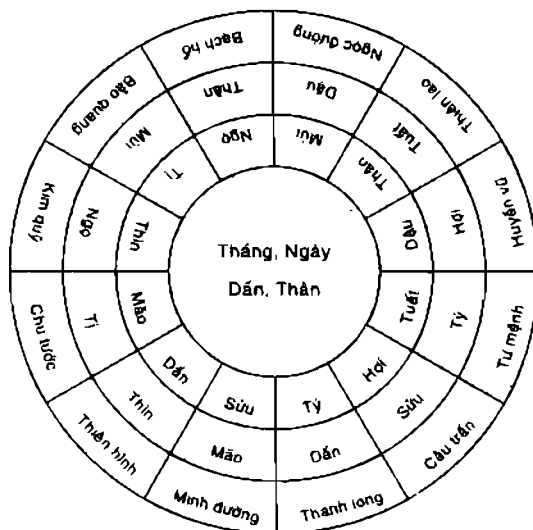 Tháng, Ngày
Dần, Thân
Bạch hổ
Ngọc đường
Thiên lao
Huyền vũ
Tư mệnh
Câu trần
Thanh long
Minh đường
Thiên hình
Chu tước
Kim quỹ
Bảo quang
Thân
Dậu
Tuất
Hợi
Tý
Sửu
Dần
Mão
Thìn
Tị
Ngọ
Mùi
Ngọ
Mùi
Thân
Dậu
Tuất
Hợi
Tý
Sửu
Dần
Mão
Thìn
Tị